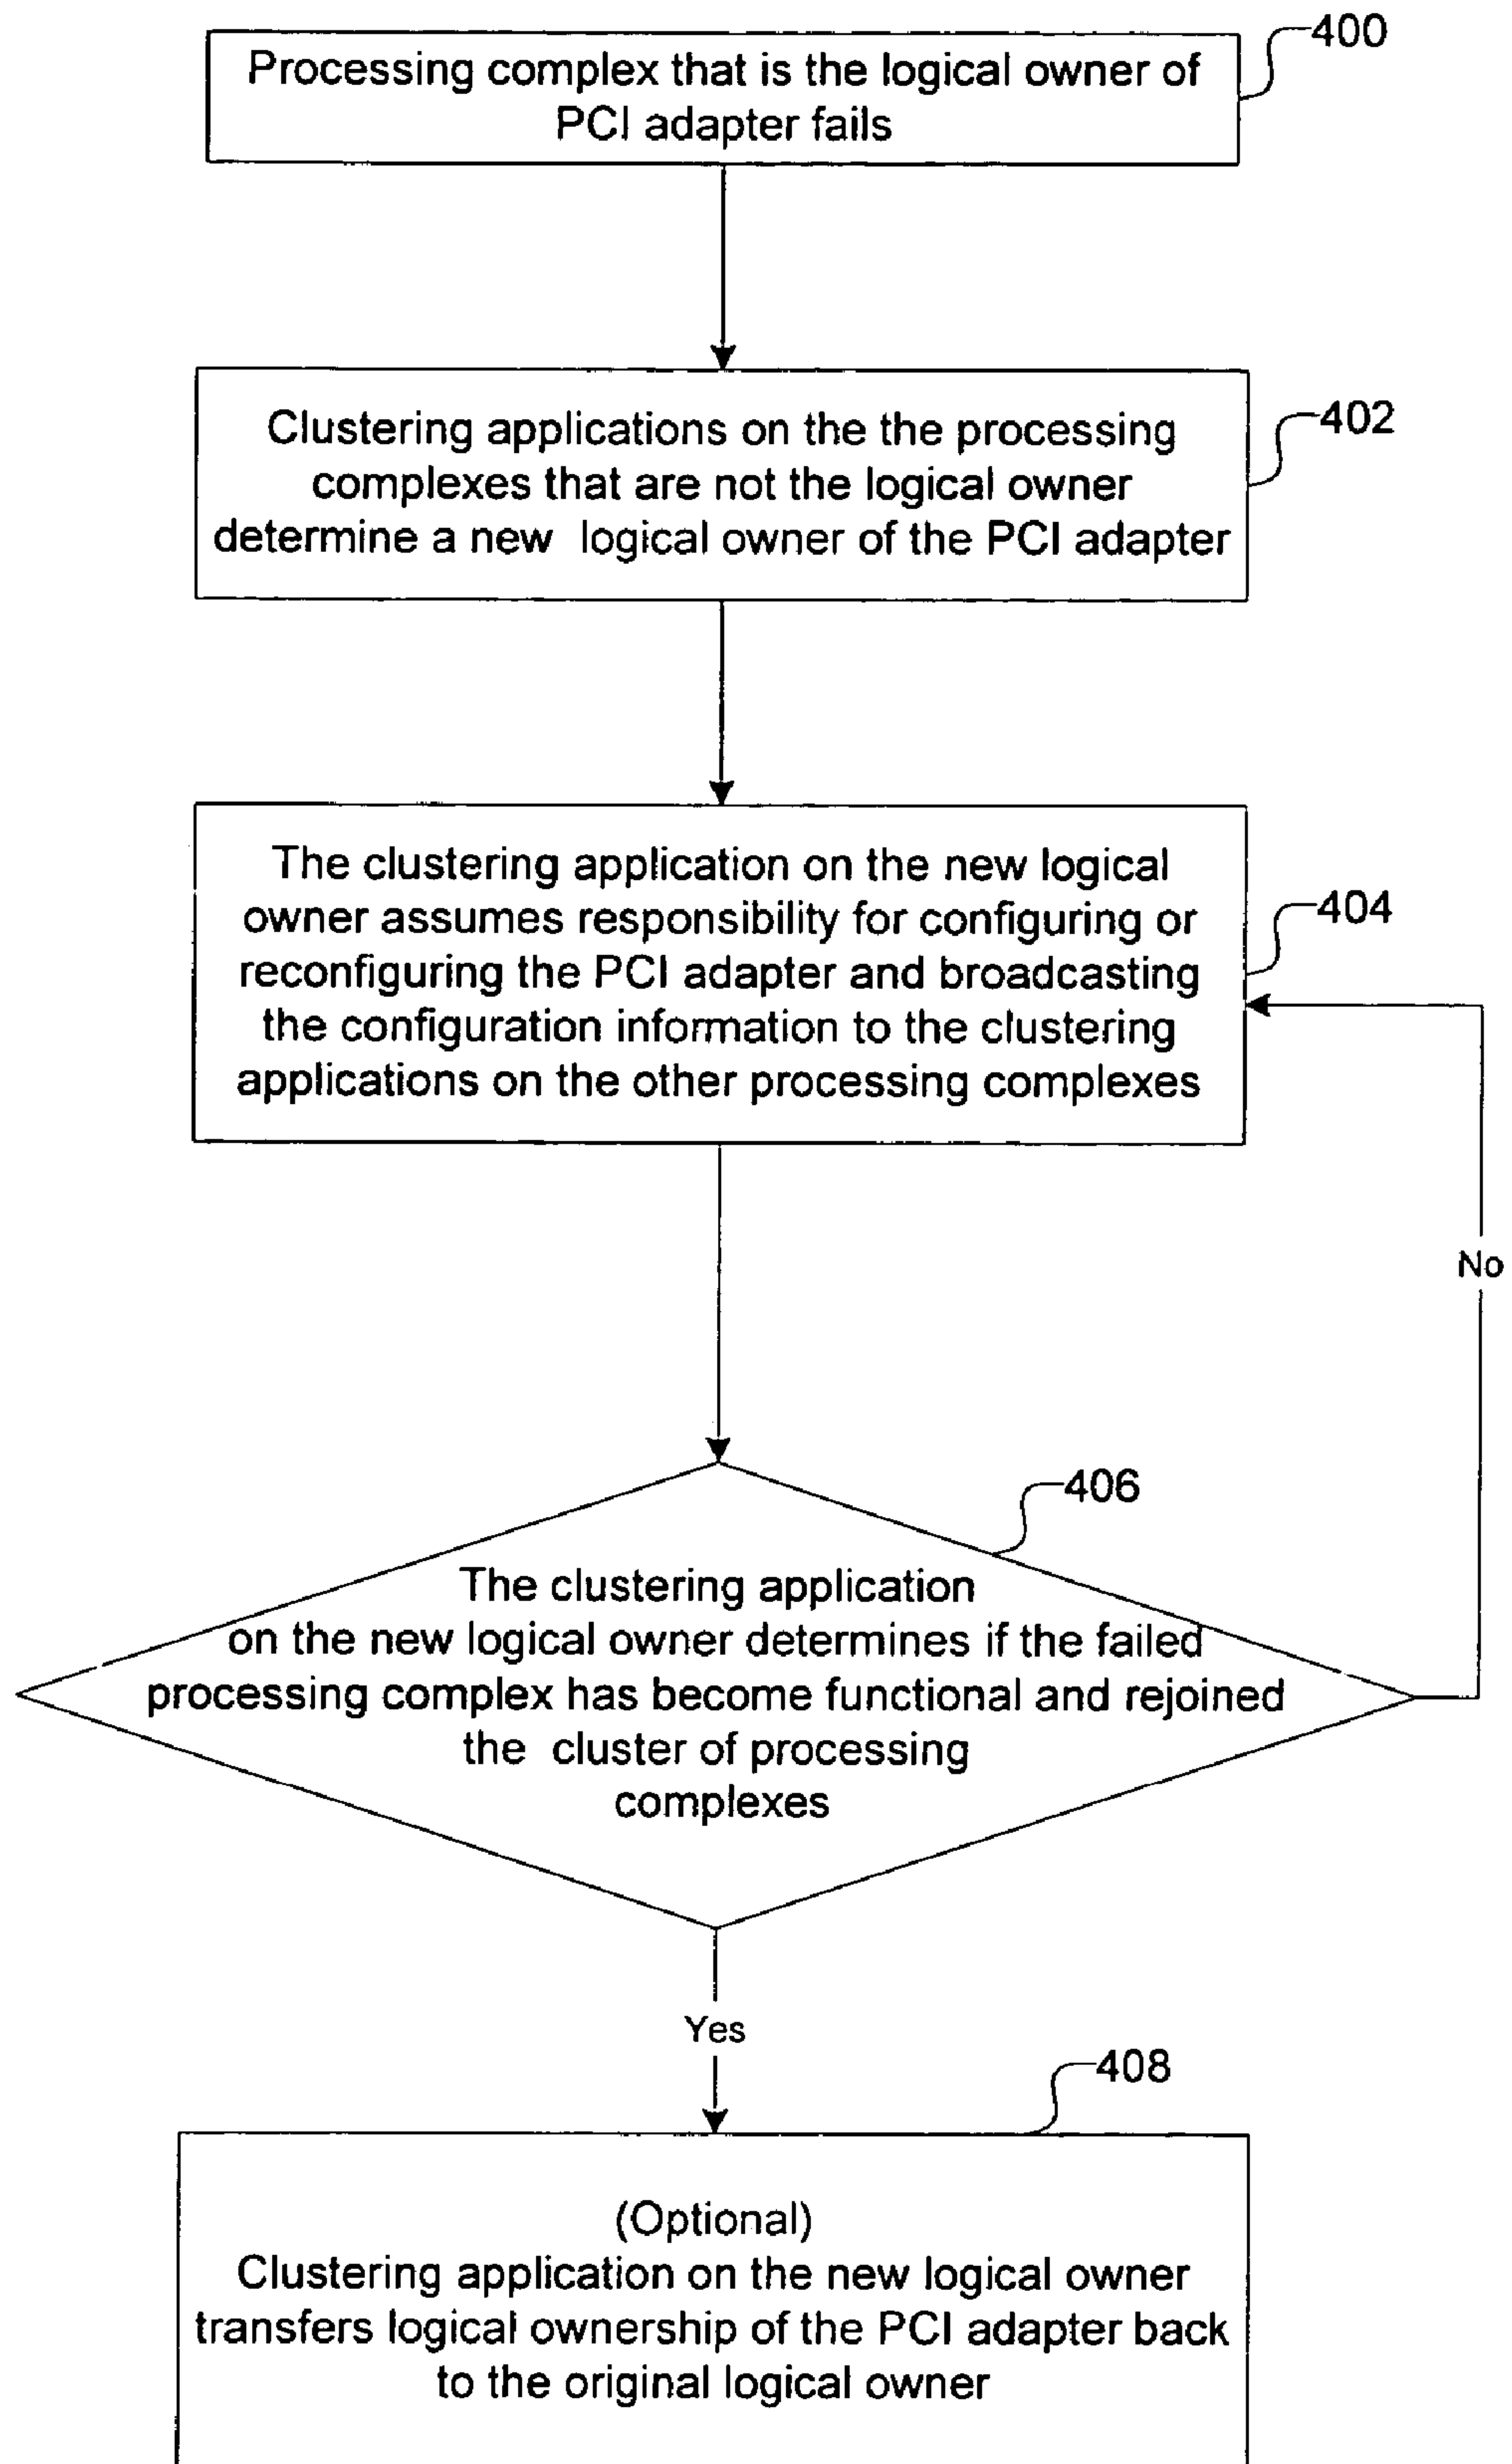 400
Processing complex that is the logical owner of
PCI adapter fails
402
Clustering applications on the the processing
complexes that are not the logical owner
determine a new logical owner of the PCI adapter
404
The clustering application on the new logical
owner assumes responsibility for configuring or
reconfiguring the PCI adapter and broadcasting
the configuration information to the clustering
applications on the other processing complexes
No
406
The clustering application
on the new logical owner determines if the failed
processing complex has become functional and rejoined
the cluster of processing
complexes
Yes
408
(Optional)
Clustering application on the new logical owner
transfers logical ownership of the PCI adapter back
to the original logical owner